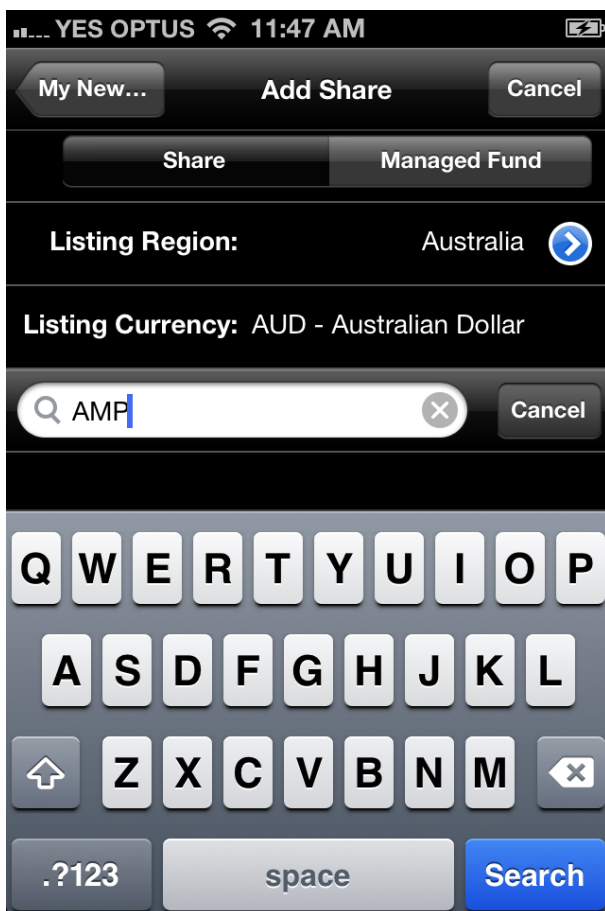 YES OPTUS 11:47 AM
My New... Add Share Cancel
Share Managed Fund
Listing Region: Australia
Listing Currency: AUD - Australian Dollar
AMP Cancel
Q W E R T Y U I O P
A S D F G H J K L
Z X C V B N M
.?123 space Search